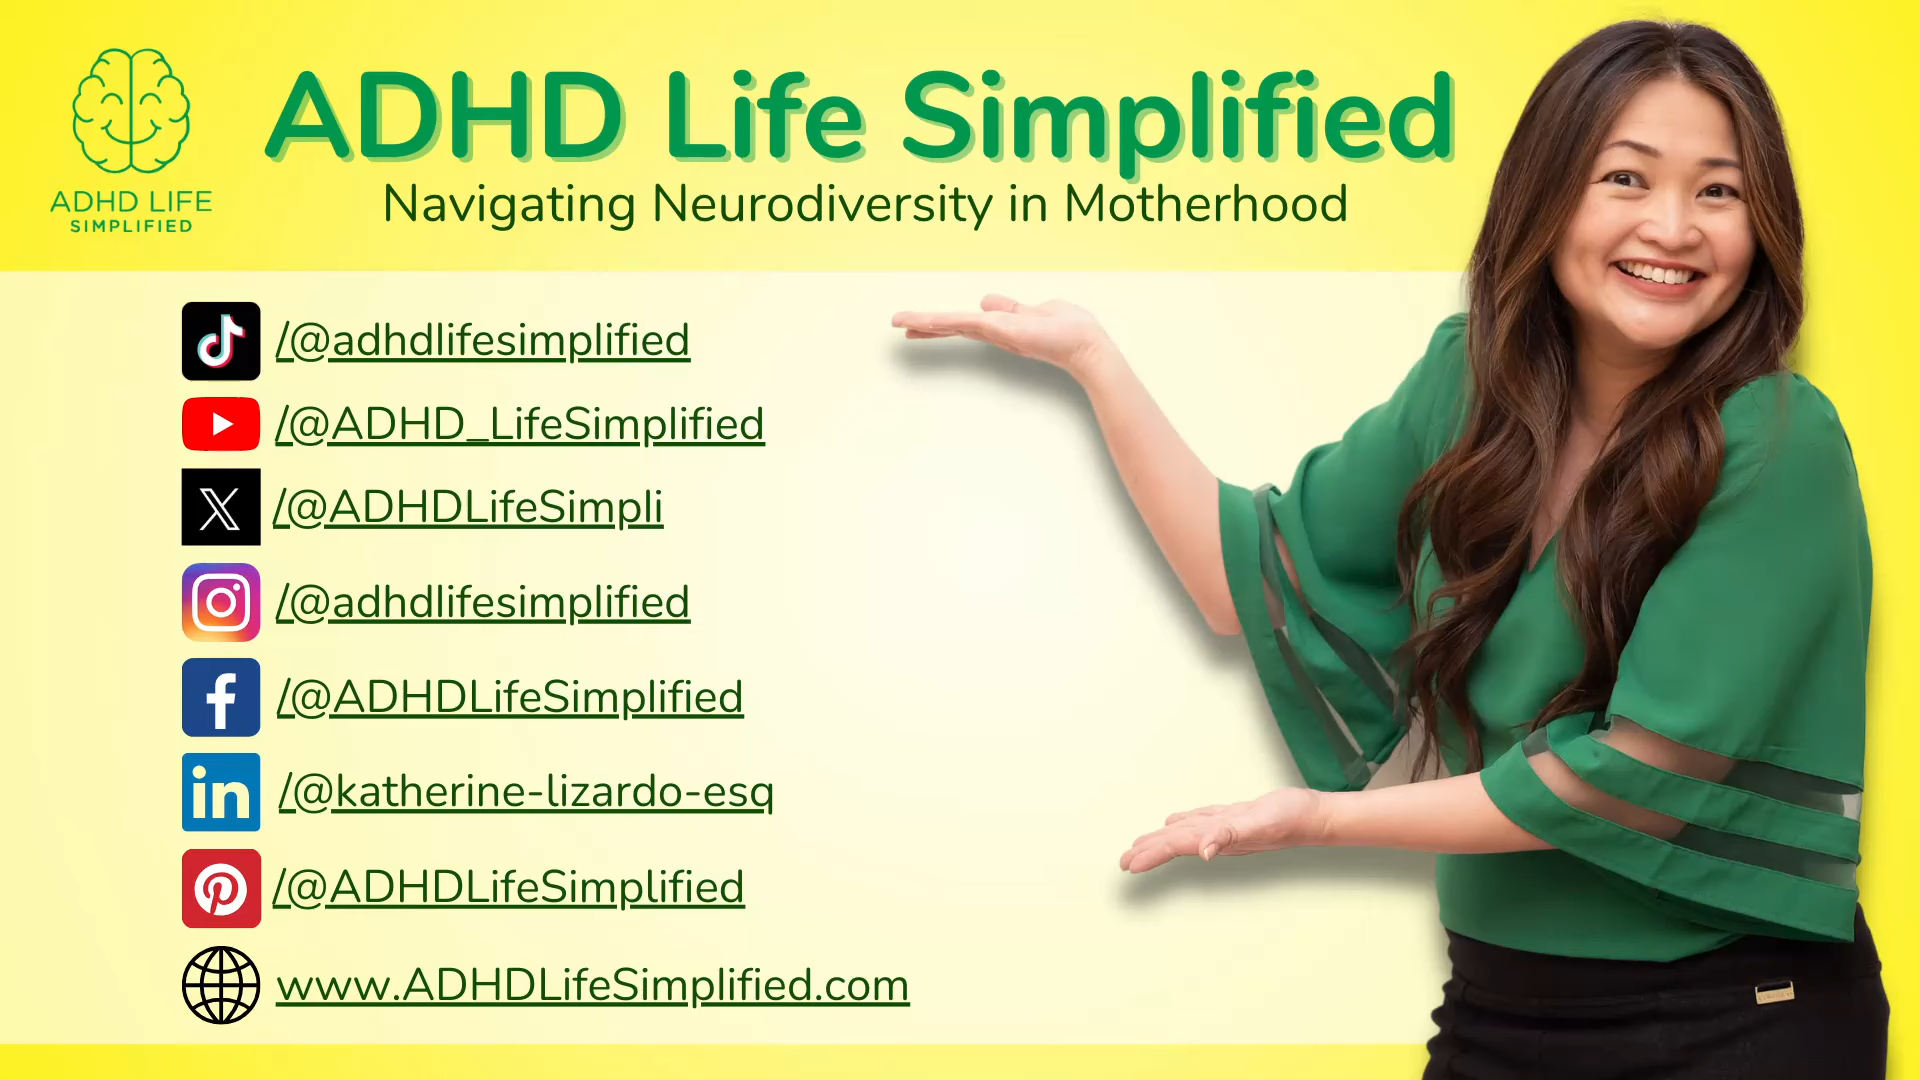 ADHD LIFE
SIMPLIFIED
ADHD Life Simplified
Navigating Neurodiversity in Motherhood
/@adhdlifesimplified
/@ADHD_LifeSimplified
/@ADHDLifeSimpli
/@adhdlifesimplified
/@ADHDLifeSimplified
/@katherine-lizardo-esq
/@ADHDLifeSimplified
www.ADHDLifeSimplified.com